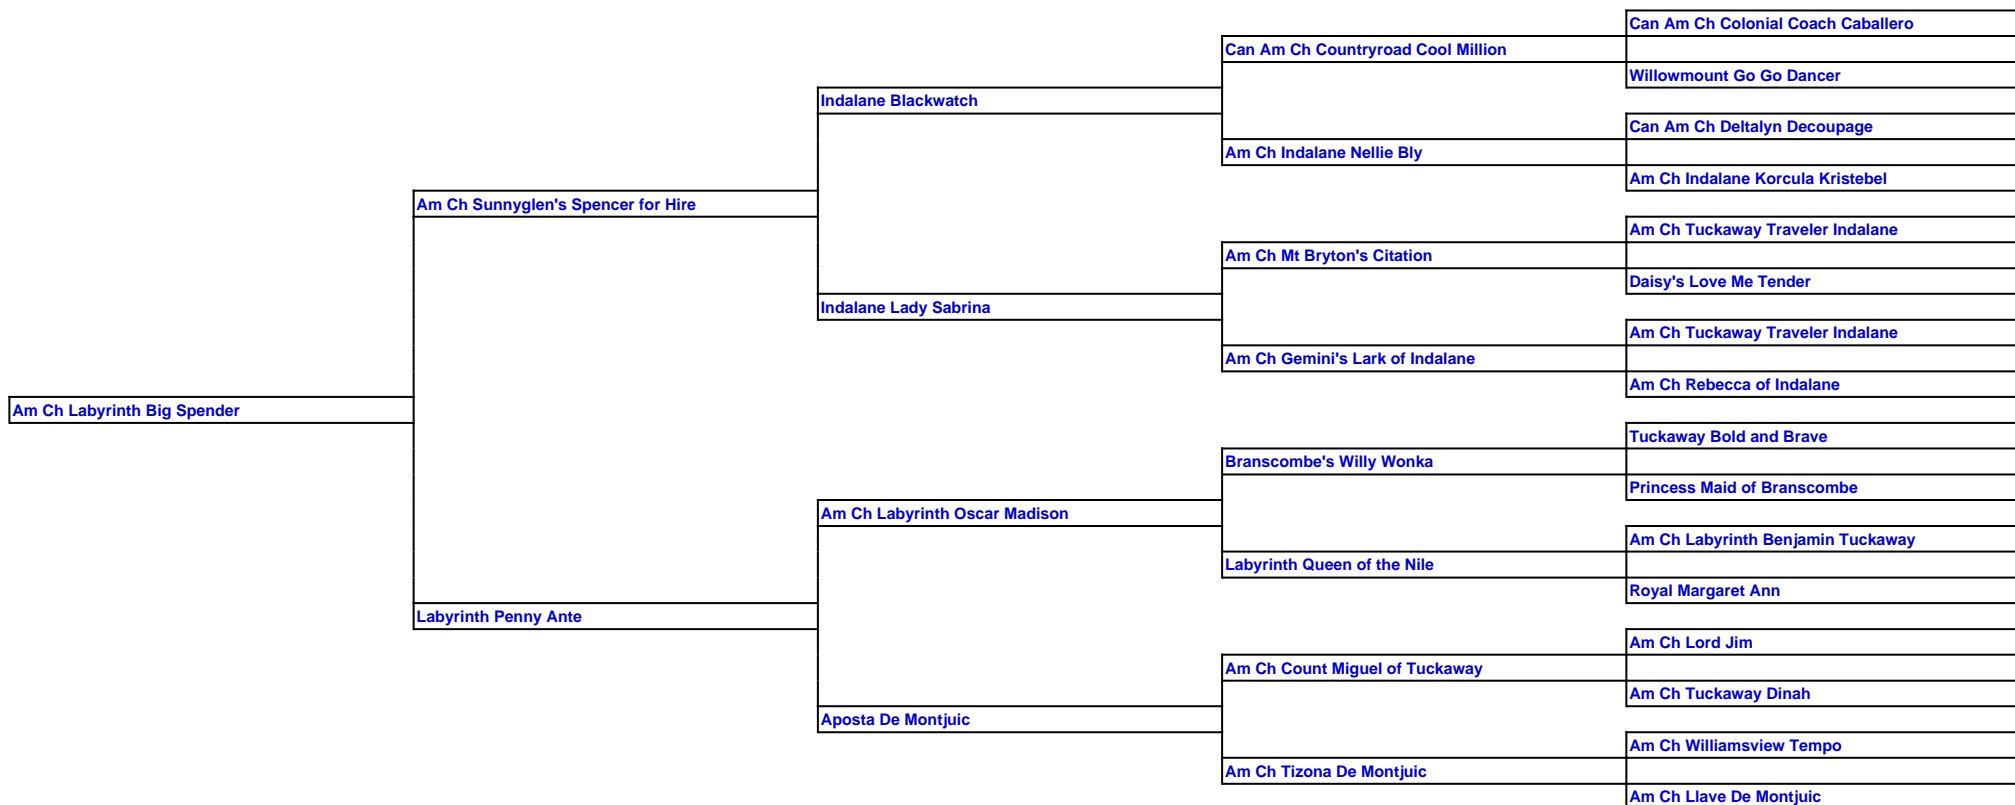 Can Am Ch Colonial Coach Caballero
Can Am Ch Countryroad Cool Million
Willowmount Go Go Dancer
Indalane Blackwatch
Can Am Ch Deltalyn Decoupage
Am Ch Indalane Nellie Bly
Am Ch Indalane Korcula Kristebel
Am Ch Sunnyglen's Spencer for Hire
Am Ch Tuckaway Traveler Indalane
Am Ch Mt Bryton's Citation
Daisy's Love Me Tender
Indalane Lady Sabrina
Am Ch Tuckaway Traveler Indalane
Am Ch Gemini's Lark of Indalane
Am Ch Rebecca of Indalane
Am Ch Labyrinth Big Spender
Tuckaway Bold and Brave
Branscombe's Willy Wonka
Princess Maid of Branscombe
Am Ch Labyrinth Oscar Madison
Am Ch Labyrinth Benjamin Tuckaway
Labyrinth Queen of the Nile
Royal Margaret Ann
Labyrinth Penny Ante
Am Ch Lord Jim
Am Ch Count Miguel of Tuckaway
Am Ch Tuckaway Dinah
Aposta De Montjuic
Am Ch Williamsview Tempo
Am Ch Tizona De Montjuic
Am Ch Llave De Montjuic